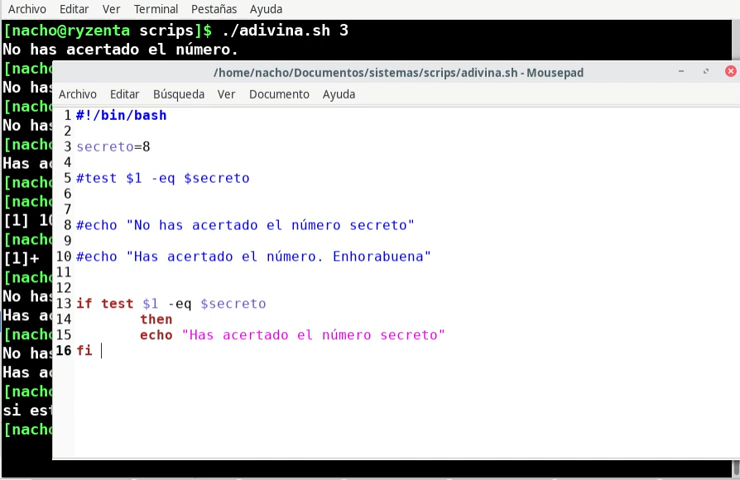 Archivo Editar Ver Terminal Pestañas Ayuda
[nacho@ryzenta scrips]$ ./adivina.sh 3
No has acertado el número.
[nacho
/home/nacho/Documentos/sistemas/scrips/adivina.sh - Mousepad
No has
Archivo Editar Búsqueda Ver Documento Ayuda
[nacho
1 #!/bin/bash
No has
2
[nacho
3 secreto=8
Has ac
4
[nacho
5 #test $1 -eq $secreto
[nacho
6
7
[1] 10
8 #echo "No has acertado el número secreto"
[nacho
9
[1]+
10 #echo "Has acertado el número. Enhorabuena"
[nacho
11
12
No has
13 if test $1 -eq $secreto
Has ac
14 then
[nacho
15 echo "Has acertado el número secreto"
No has
16 fi
Has ac
[nacho
si est
[nacho